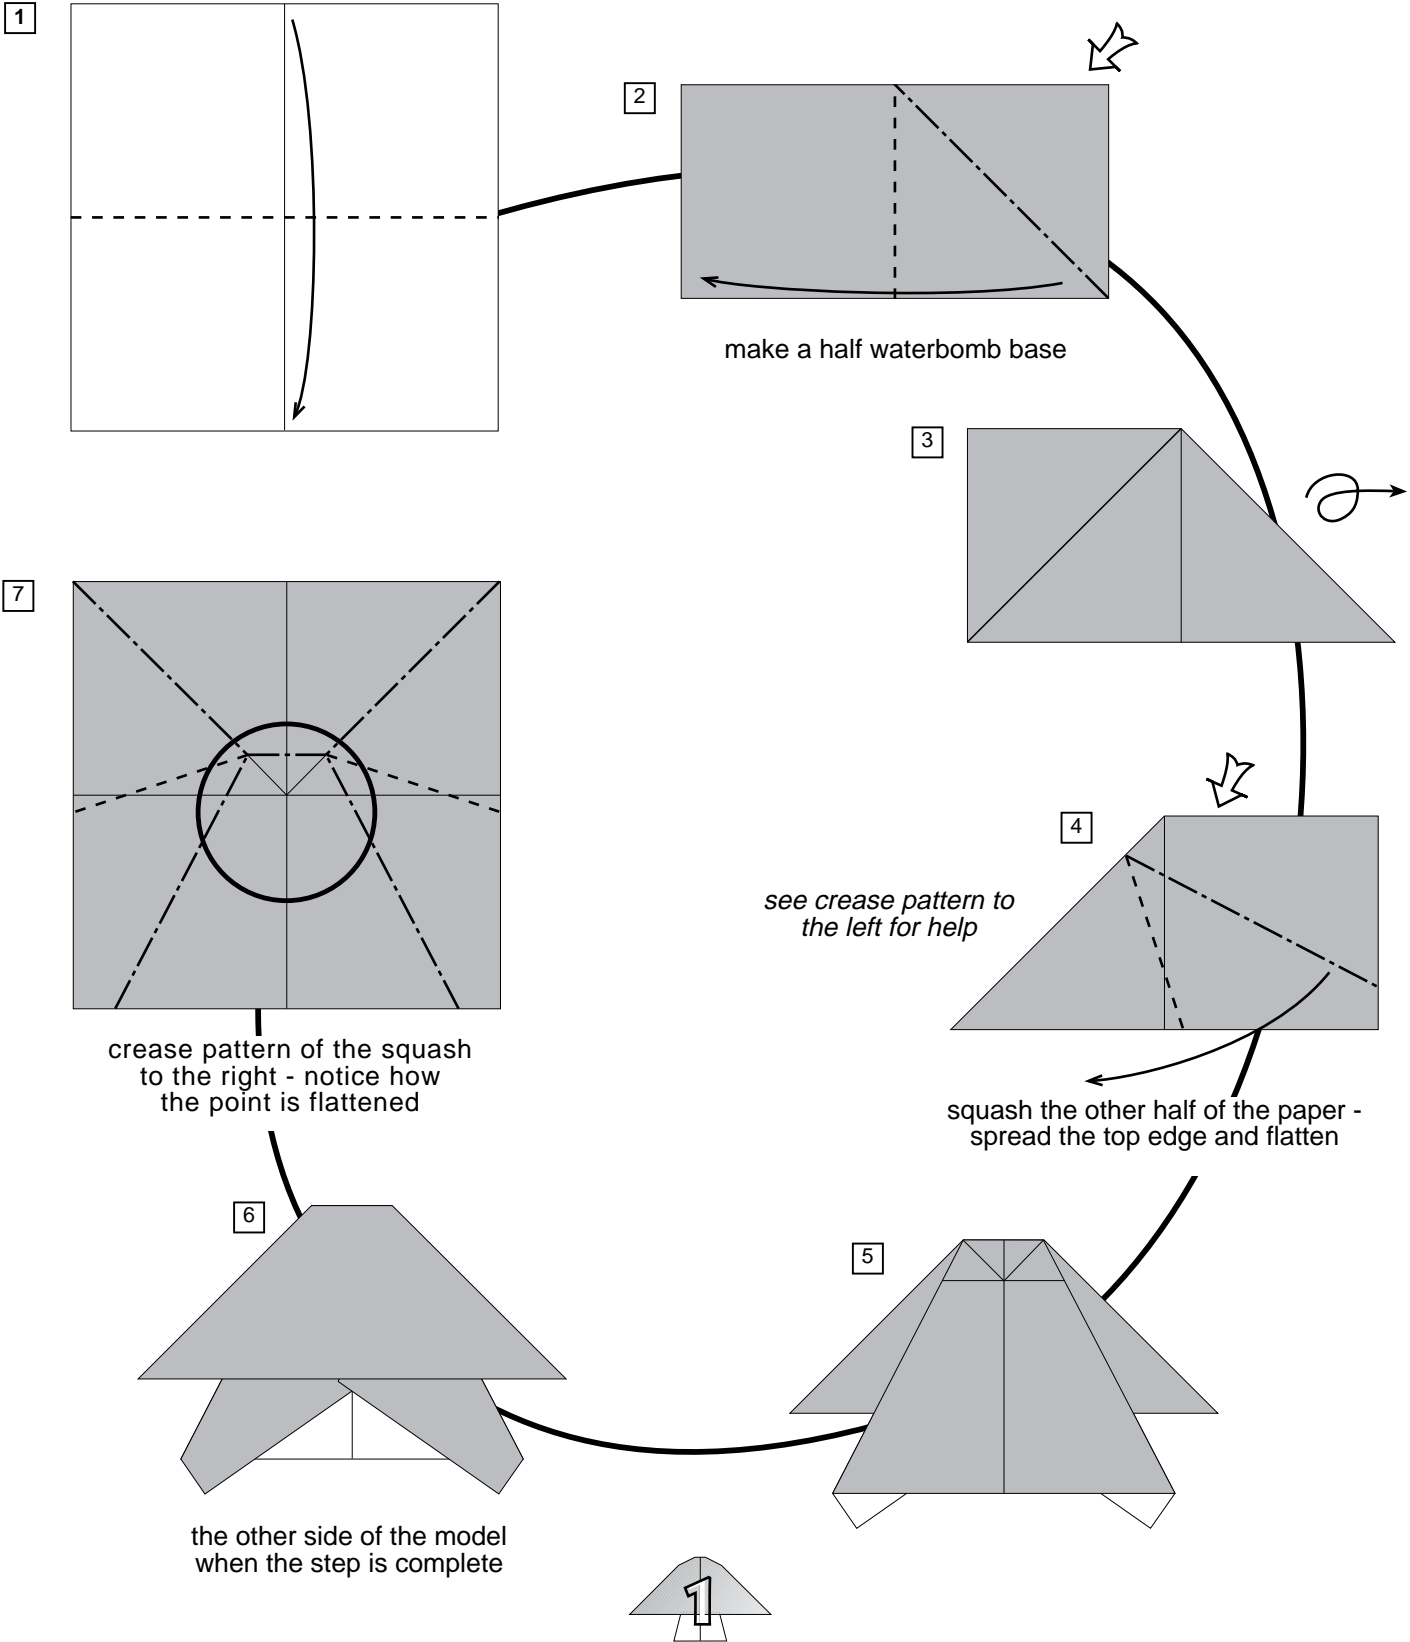 1
2
make a half waterbomb base
3
4
see crease pattern to
the left for help
squash the other half of the paper -
spread the top edge and flatten
5
6
the other side of the model
when the step is complete
7
crease pattern of the squash
to the right - notice how
the point is flattened
1